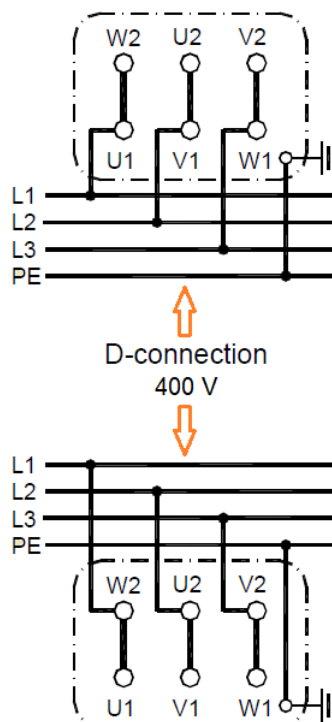 W2 U2 V2
U1 V1 W1
L1
L2
L3
PE
D-connection
400 V
L1
L2
L3
PE
W2 U2 V2
U1 V1 W1